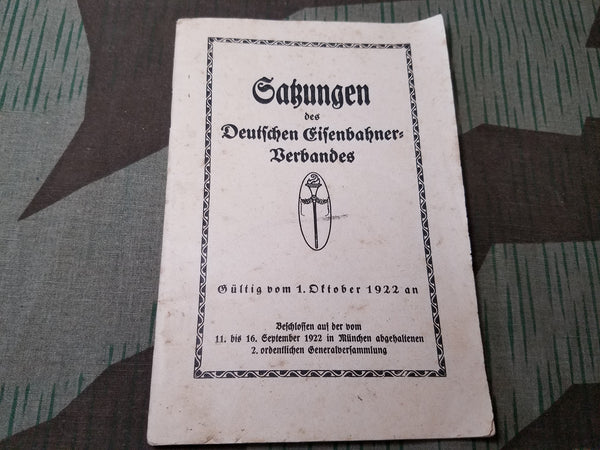 Satzungen
des
Deutschen Eisenbahner-
Verbandes
Gültig vom 1. Oktober 1922 an
Beschlossen auf der vom
11. bis 16. September 1922 in München abgehaltenen
2. ordentlichen Generalversammlung